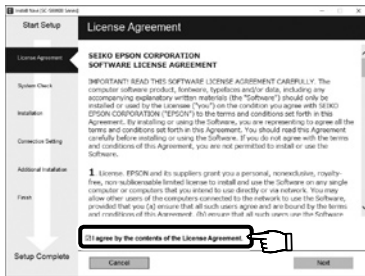 Install Navi [SC-S80600 Series]
Start Setup
License Agreement
License Agreement
System Check
Installation
Connection Setting
Additional Installation
Finish
Setup Complete
SEIKO EPSON CORPORATION
SOFTWARE LICENSE AGREEMENT
IMPORTANT! READ THIS SOFTWARE LICENSE AGREEMENT CAREFULLY. The
computer software product, fontware, typefaces and/or data, including any
accompanying explanatory written materials (the "Software") should only be
installed or used by the Licensee ("you") on the condition you agree with SEIKO
EPSON CORPORATION ("EPSON") to the terms and conditions set forth in this
Agreement. By installing or using the Software, you are representing to agree all the
terms and conditions set forth in this Agreement. You should read this Agreement
carefully before installing or using the Software. If you do not agree with the terms
and conditions of this Agreement, you are not permitted to install or use the
Software.
1. License. EPSON and its suppliers grant you a personal, nonexclusive, royalty-
free, non-sublicensable limited license to install and use the Software on any single
computer or computers that you intend to use directly or via network. You may
allow other users of the computers connected to the network to use the Software,
provided that you (a) ensure that all such users agree and are bound by the terms
and conditions of this Agreement, (b) ensure that all such users use the Software
I agree by the contents of the License Agreement.
Cancel
Next